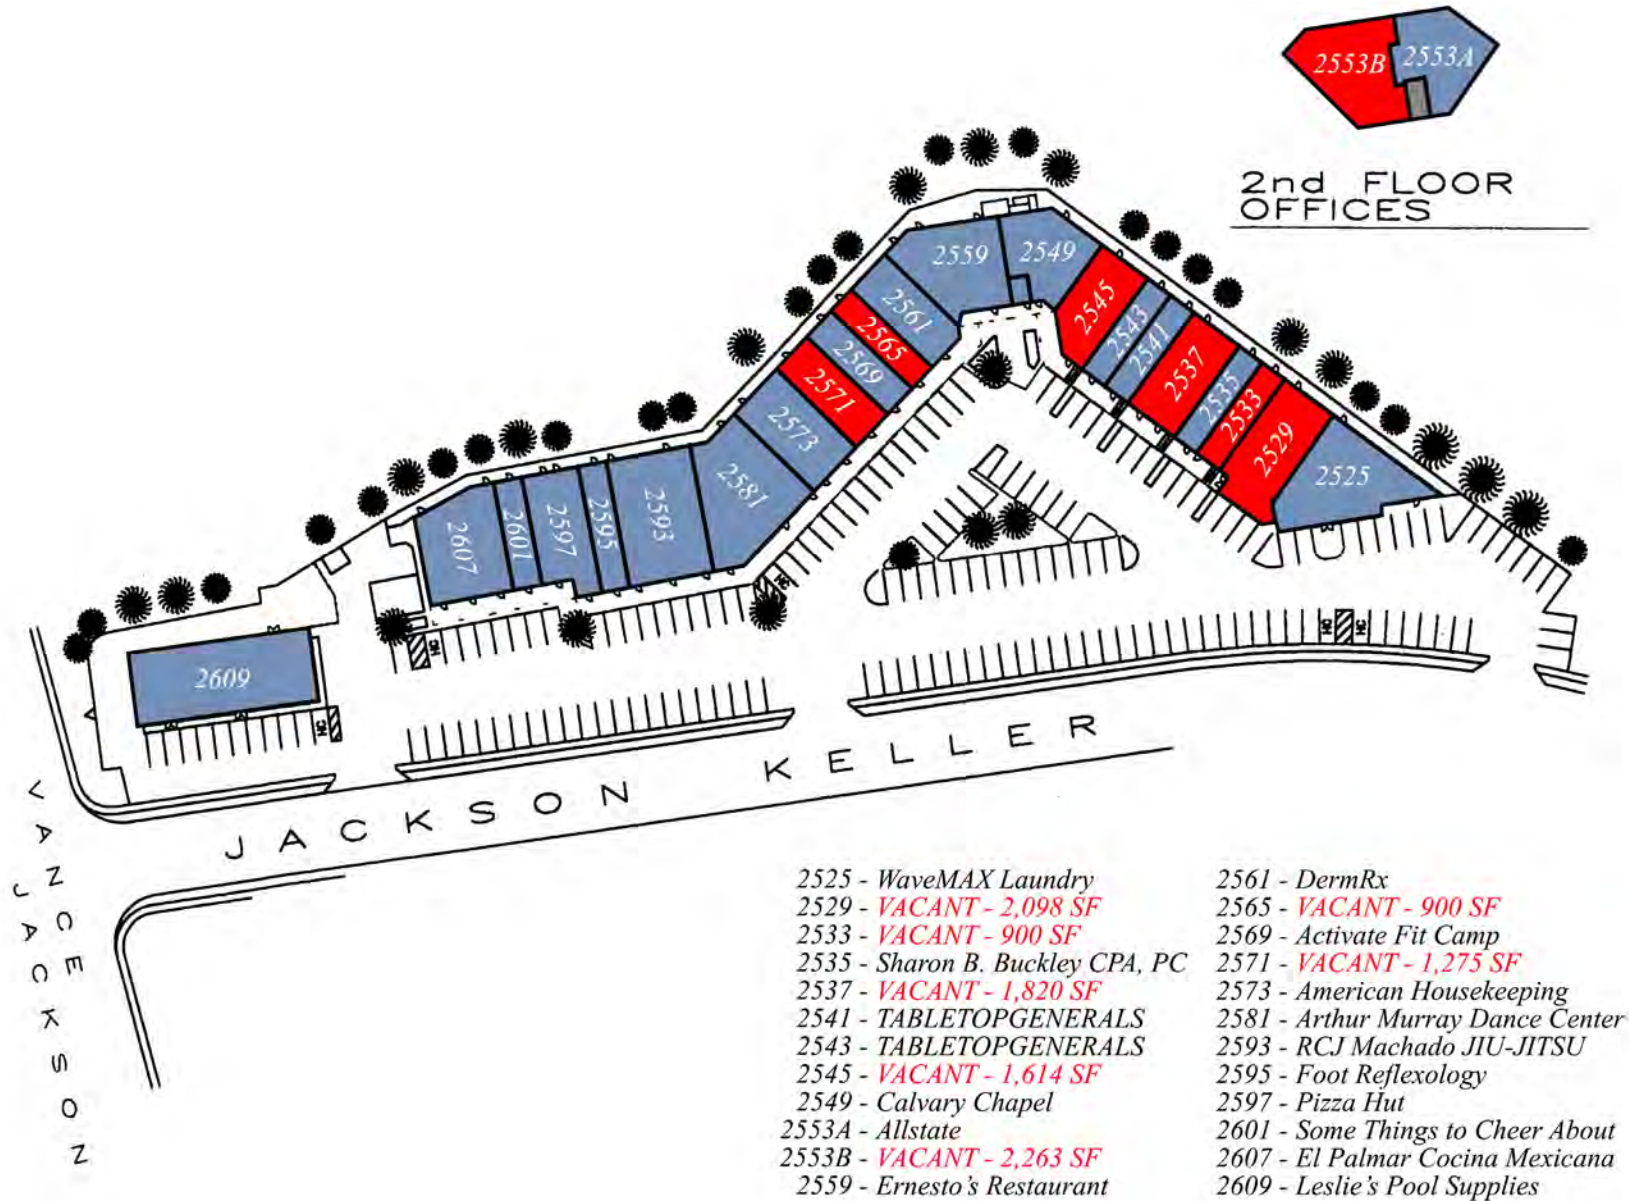 2553B
2553A
2nd FLOOR
OFFICES
2559
2549
2561
2565
2569
2571
2573
2581
2593
2595
2597
2601
2607
2609
2545
2543
2541
2537
2535
2533
2529
2525
HC
HC
HC
HC
HC
JACKSON KELLER
VANCE JACKSON
JACKSON
2525 - WaveMAX Laundry
2529 - VACANT - 2,098 SF
2533 - VACANT - 900 SF
2535 - Sharon B. Buckley CPA, PC
2537 - VACANT - 1,820 SF
2541 - TABLETOPGENERALS
2543 - TABLETOPGENERALS
2545 - VACANT - 1,614 SF
2549 - Calvary Chapel
2553A - Allstate
2553B - VACANT - 2,263 SF
2559 - Ernesto's Restaurant
2561 - DermRx
2565 - VACANT - 900 SF
2569 - Activate Fit Camp
2571 - VACANT - 1,275 SF
2573 - American Housekeeping
2581 - Arthur Murray Dance Center
2593 - RCJ Machado JIU-JITSU
2595 - Foot Reflexology
2597 - Pizza Hut
2601 - Some Things to Cheer About
2607 - El Palmar Cocina Mexicana
2609 - Leslie's Pool Supplies